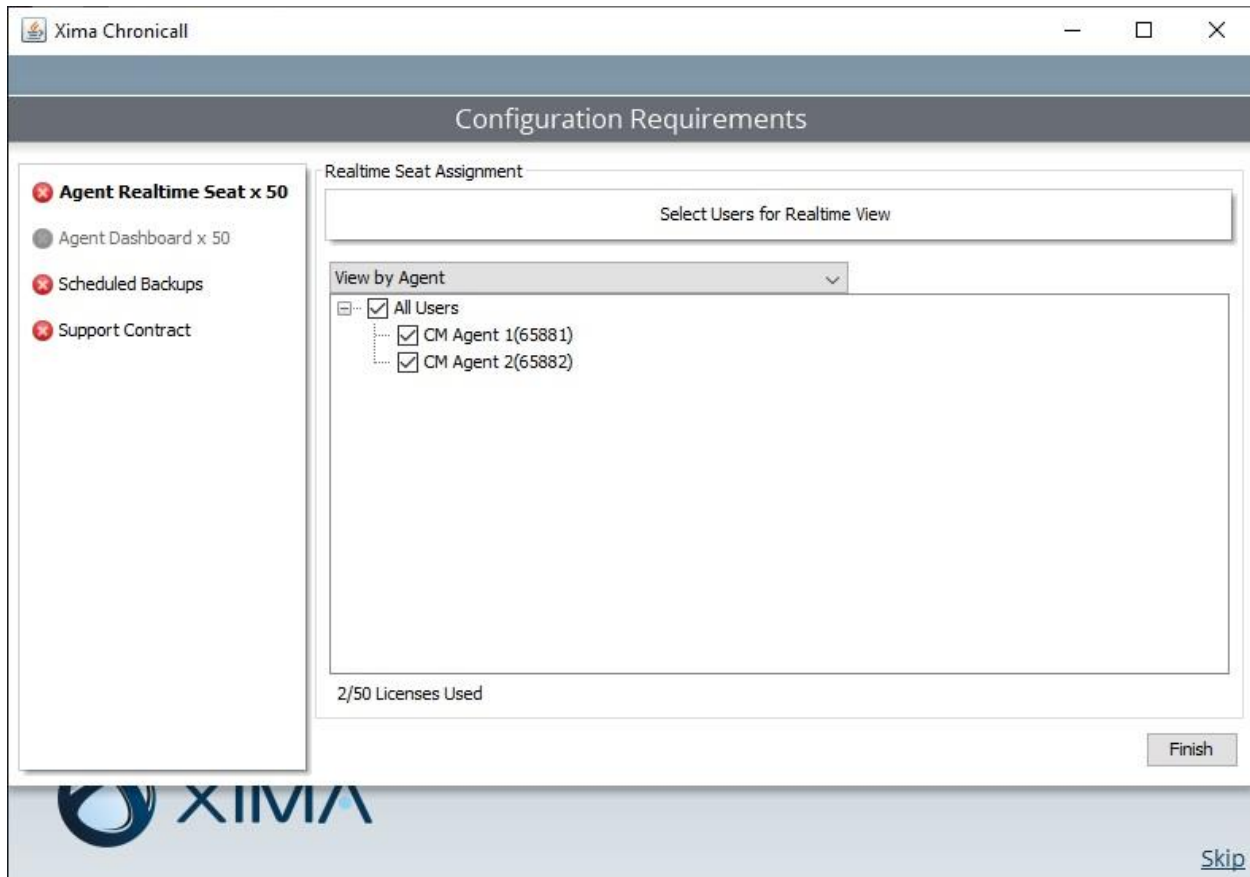 Xima Chronicall
Configuration Requirements
Agent Realtime Seat x 50
Agent Dashboard x 50
Scheduled Backups
Support Contract
Realtime Seat Assignment
Select Users for Realtime View
View by Agent
All Users
CM Agent 1(65881)
CM Agent 2(65882)
2/50 Licenses Used
Finish
XIMA
Skip